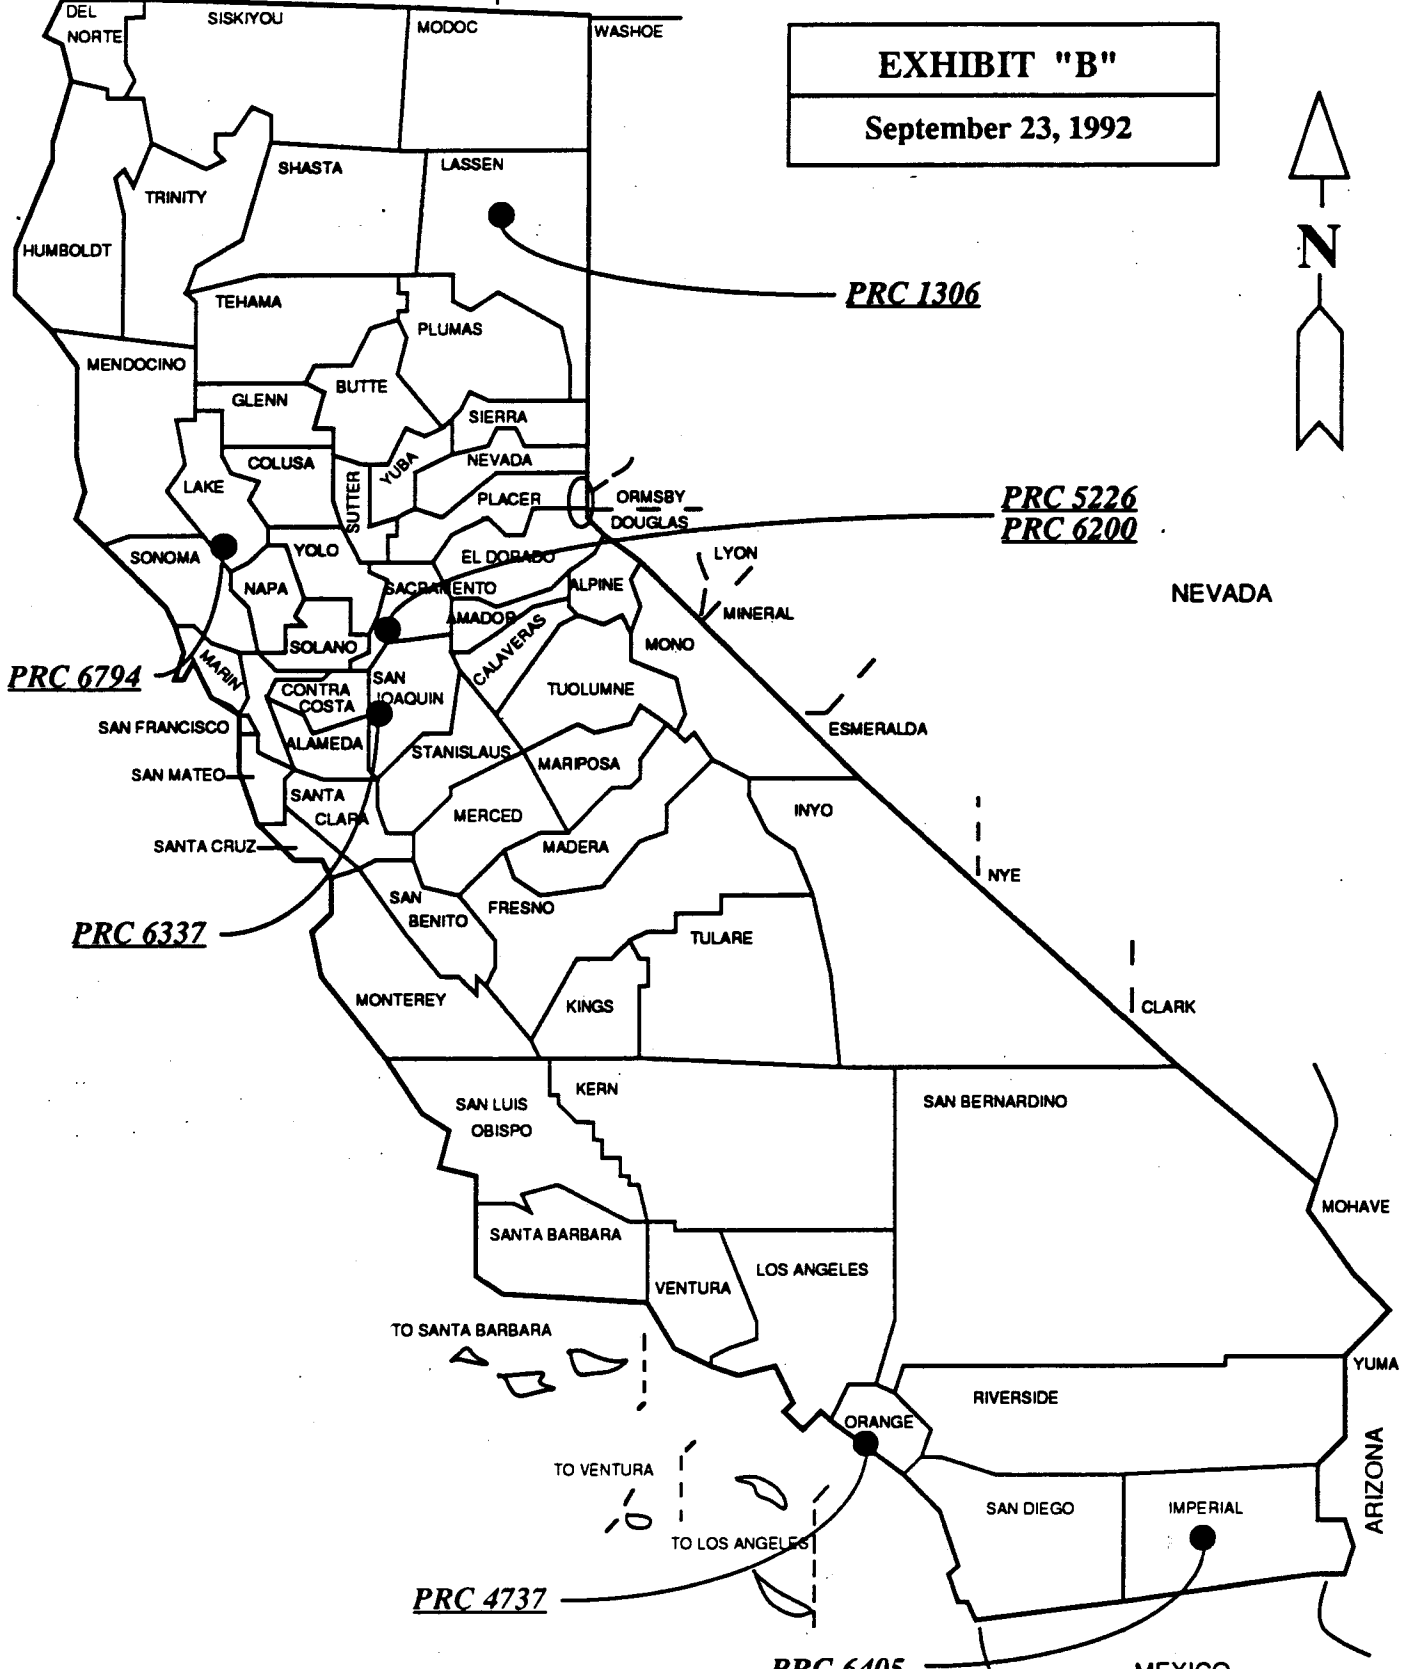 DEL
NORTE
SISKIYOU
MODOC
WASHOE
EXHIBIT "B"
September 23, 1992
SHASTA
LASSEN
TRINITY
HUMBOLDT
N
PRC 1306
TEHAMA
PLUMAS
MENDOCINO
BUTTE
GLENN
SIERRA
COLUSA
YUBA
NEVADA
LAKE
SUTTER
PLACER
ORMSBY
DOUGLAS
PRC 5226
PRC 6200
SONOMA
YOLO
EL DORADO
LYON
NAPA
SACRAMENTO
ALPINE
NEVADA
AMADOR
MINERAL
SOLANO
CALAVERAS
MONO
MARIN
PRC 6794
SAN
JOAQUIN
CONTRA
COSTA
TUOLUMNE
SAN FRANCISCO
ALAMEDA
STANISLAUS
ESMERALDA
MARIPOSA
SAN MATEO
SANTA
CLARA
MERCED
INYO
SANTA CRUZ
MADERA
NYE
SAN
BENITO
FRESNO
PRC 6337
TULARE
MONTEREY
KINGS
CLARK
KERN
SAN LUIS
OBISPO
SAN BERNARDINO
MOHAVE
SANTA BARBARA
VENTURA
LOS ANGELES
TO SANTA BARBARA
YUMA
RIVERSIDE
ORANGE
TO VENTURA
ARIZONA
SAN DIEGO
IMPERIAL
TO LOS ANGELES
PRC 4737
PRC 6405
MEXICO